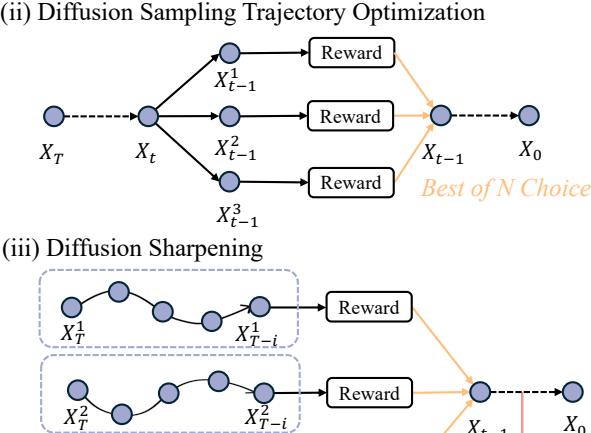 (ii) Diffusion Sampling Trajectory Optimization
Reward
X_{t-1}^1
Reward
X_T
X_t
X_{t-1}^2
X_{t-1}
X_0
Reward
Best of N Choice
X_{t-1}^3
(iii) Diffusion Sharpening
Reward
X_T^1
X_{T-i}^1
Reward
X_T^2
X_{T-i}^2
X_{t-1}
X_0